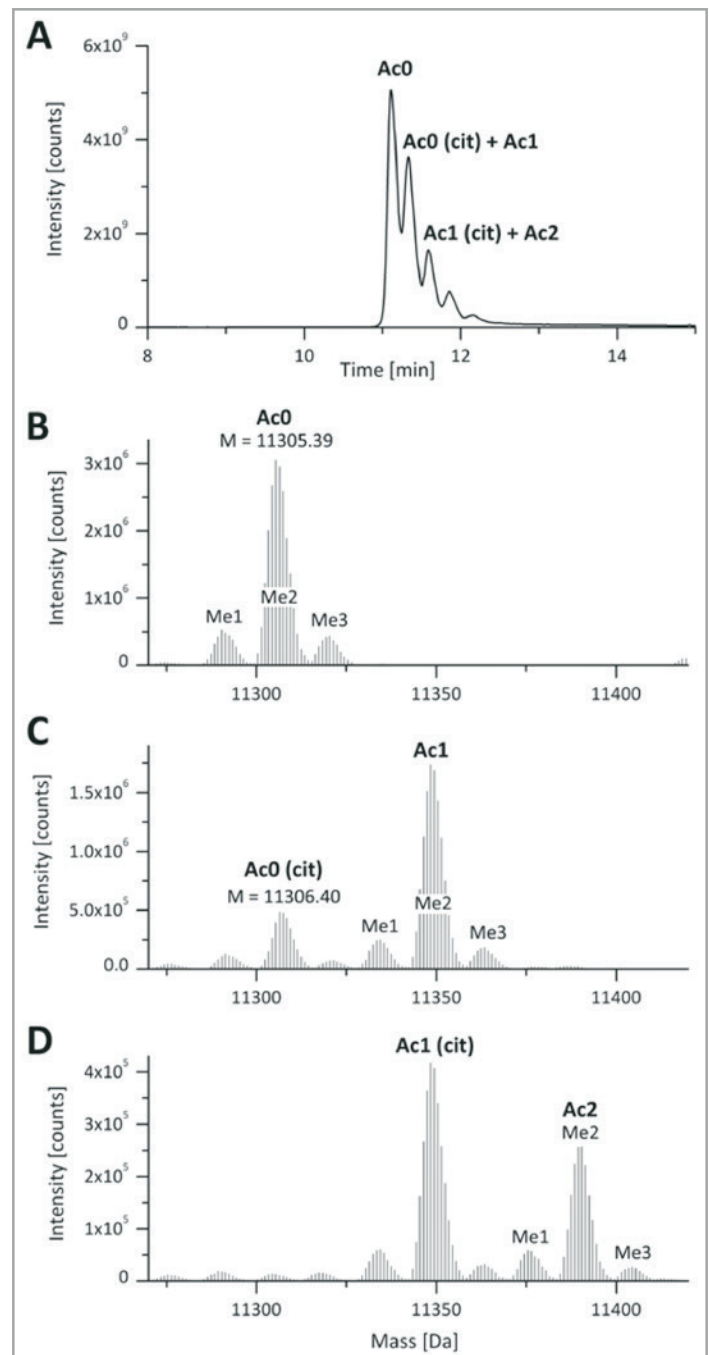 A
6x10⁹
4x10⁹
2x10⁹
0
Intensity [counts]
Ac0
Ac0 (cit) + Ac1
Ac1 (cit) + Ac2
8 10 12 14
Time [min]
B
3x10⁶
2x10⁶
1x10⁶
0
Intensity [counts]
Ac0
M = 11305.39
Me1 Me2 Me3
11300 11350 11400
C
1.5x10⁶
1.0x10⁶
5.0x10⁵
0.0
Intensity [counts]
Ac1
Ac0 (cit)
M = 11306.40
Me1 Me2 Me3
11300 11350 11400
D
4x10⁵
3x10⁵
2x10⁵
1x10⁵
0
Intensity [counts]
Ac1 (cit)
Ac2
Me2
Me1 Me3
11300 11350 11400
Mass [Da]